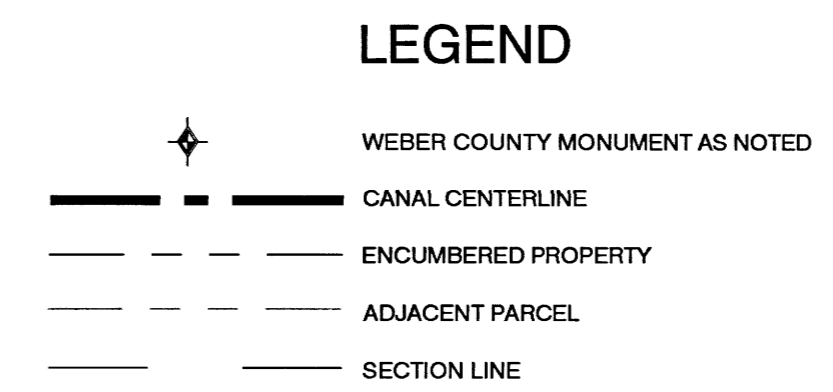 LEGEND
WEBER COUNTY MONUMENT AS NOTED
CANAL CENTERLINE
ENCUMBERED PROPERTY
ADJACENT PARCEL
SECTION LINE